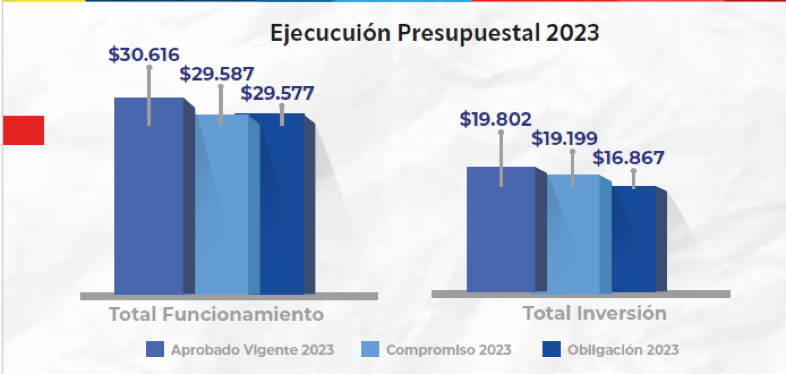 Ejecucuión Presupuestal 2023
$30.616
$29.587
$29.577
$19.802
$19.199
$16.867
Total Funcionamiento
Total Inversión
Aprobado Vigente 2023
Compromiso 2023
Obligación 2023